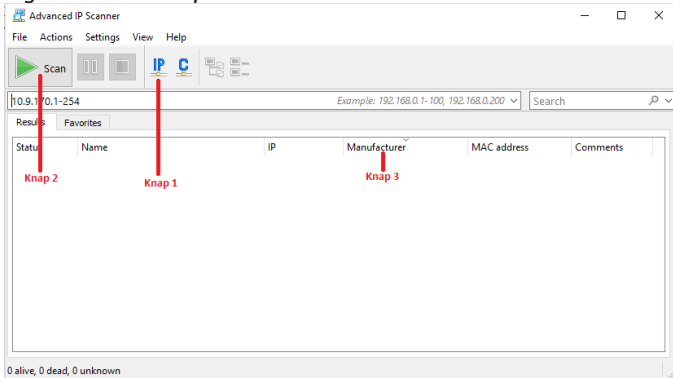 Advanced IP Scanner
File Actions Settings View Help
Scan IP C
10.9.170.1-254 Example: 192.168.0.1-100, 192.168.0.200 Search
Results Favorites
Status Name IP Manufacturer MAC address Comments
Knap 2 Knap 1 Knap 3
0 alive, 0 dead, 0 unknown